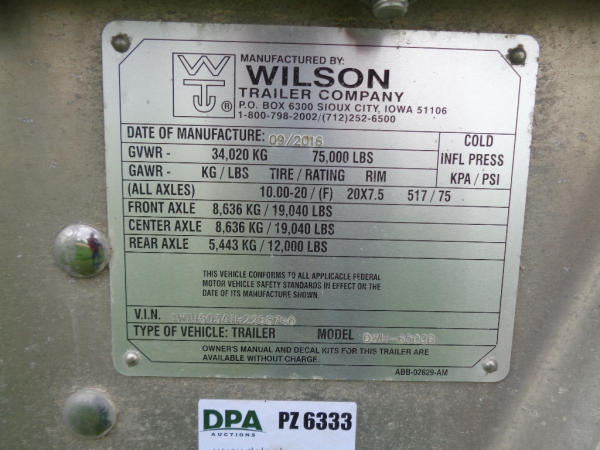 MANUFACTURED BY:
WILSON
TRAILER COMPANY
P.O. BOX 6300 SIOUX CITY, IOWA 51106
1-800-798-2002/(712)252-6500
WTC ®
DATE OF MANUFACTURE: 09/2016
COLD
GVWR - 34,020 KG 75,000 LBS
INFL PRESS
GAWR - KG / LBS TIRE / RATING RIM
KPA / PSI
(ALL AXLES) 10.00-20 / (F) 20X7.5 517 / 75
FRONT AXLE 8,636 KG / 19,040 LBS
CENTER AXLE 8,636 KG / 19,040 LBS
REAR AXLE 5,443 KG / 12,000 LBS
THIS VEHICLE CONFORMS TO ALL APPLICACLE FEDERAL
MOTOR VEHICLE SAFETY STANDARDS IN EFFECT ON THE
DATE OF ITS MANUFACTURE SHOWN.
V.I.N.
TYPE OF VEHICLE: TRAILER MODEL
OWNER'S MANUAL AND DECAL KITS FOR THIS TRAILER ARE
AVAILABLE WITHOUT CHARGE.
ABB-02629-AM
DPA PZ 6333
AUCTIONS